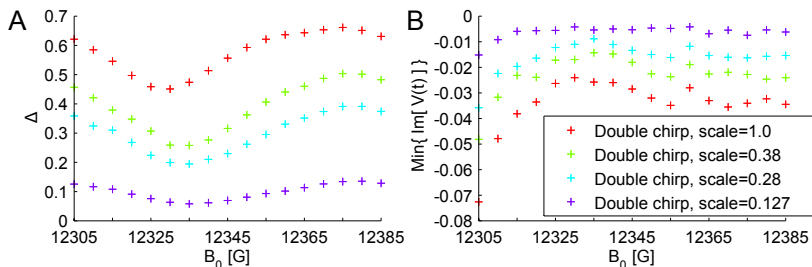 A
0.7
0.6
0.5
0.4
0.3
0.2
0.1
0
Δ
12305
12325
12345
12365
12385
B0 [G]
B
0
-0.01
-0.02
-0.03
-0.04
-0.05
-0.06
-0.07
-0.08
Min{ Im[ V(t) ] }
Double chirp, scale=1.0
Double chirp, scale=0.38
Double chirp, scale=0.28
Double chirp, scale=0.127
12305
12325
12345
12365
12385
B0 [G]